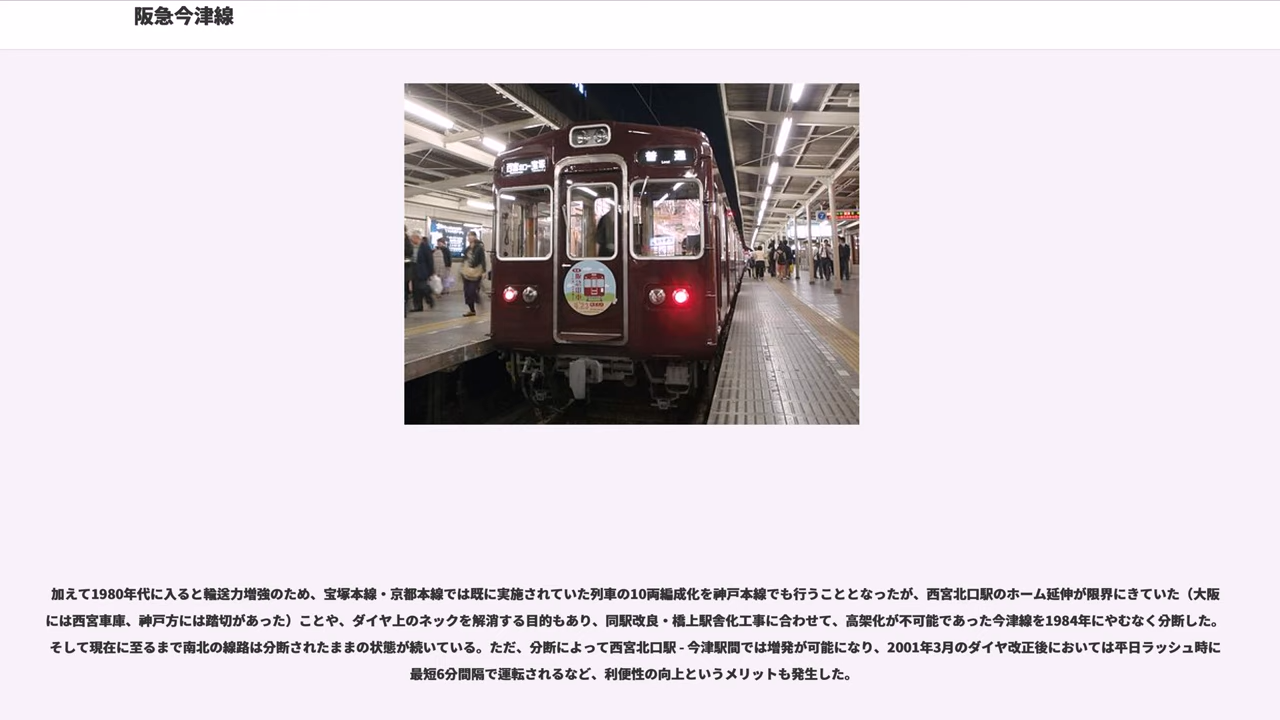 阪急今津線
普通
加えて1980年代に入ると輸送力増強のため、宝塚本線・京都本線では既に実施されていた列車の10両編成化を神戸本線でも行うこととなったが、西宮北口駅のホーム延伸が限界にきていた（大阪
には西宮車庫、神戸方には踏切があった）ことや、ダイヤ上のネックを解消する目的もあり、同駅改良・橋上駅舎化工事に合わせて、高架化が不可能であった今津線を1984年にやむなく分断した。
そして現在に至るまで南北の線路は分断されたままの状態が続いている。ただ、分断によって西宮北口駅 - 今津駅間では増発が可能になり、2001年3月のダイヤ改正後においては平日ラッシュ時に
最短6分間隔で運転されるなど、利便性の向上というメリットも発生した。